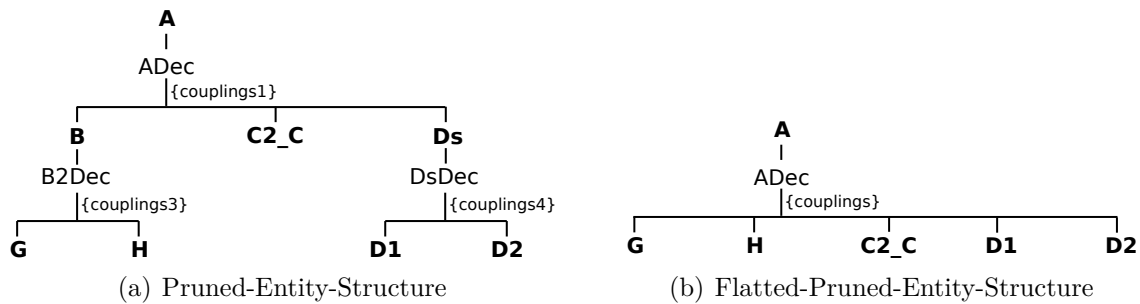 A
ADec
{couplings1}
B C2_C Ds
B2Dec DsDec
{couplings3} {couplings4}
G H D1 D2
(a) Pruned-Entity-Structure
A
ADec
{couplings}
G H C2_C D1 D2
(b) Flatted-Pruned-Entity-Structure